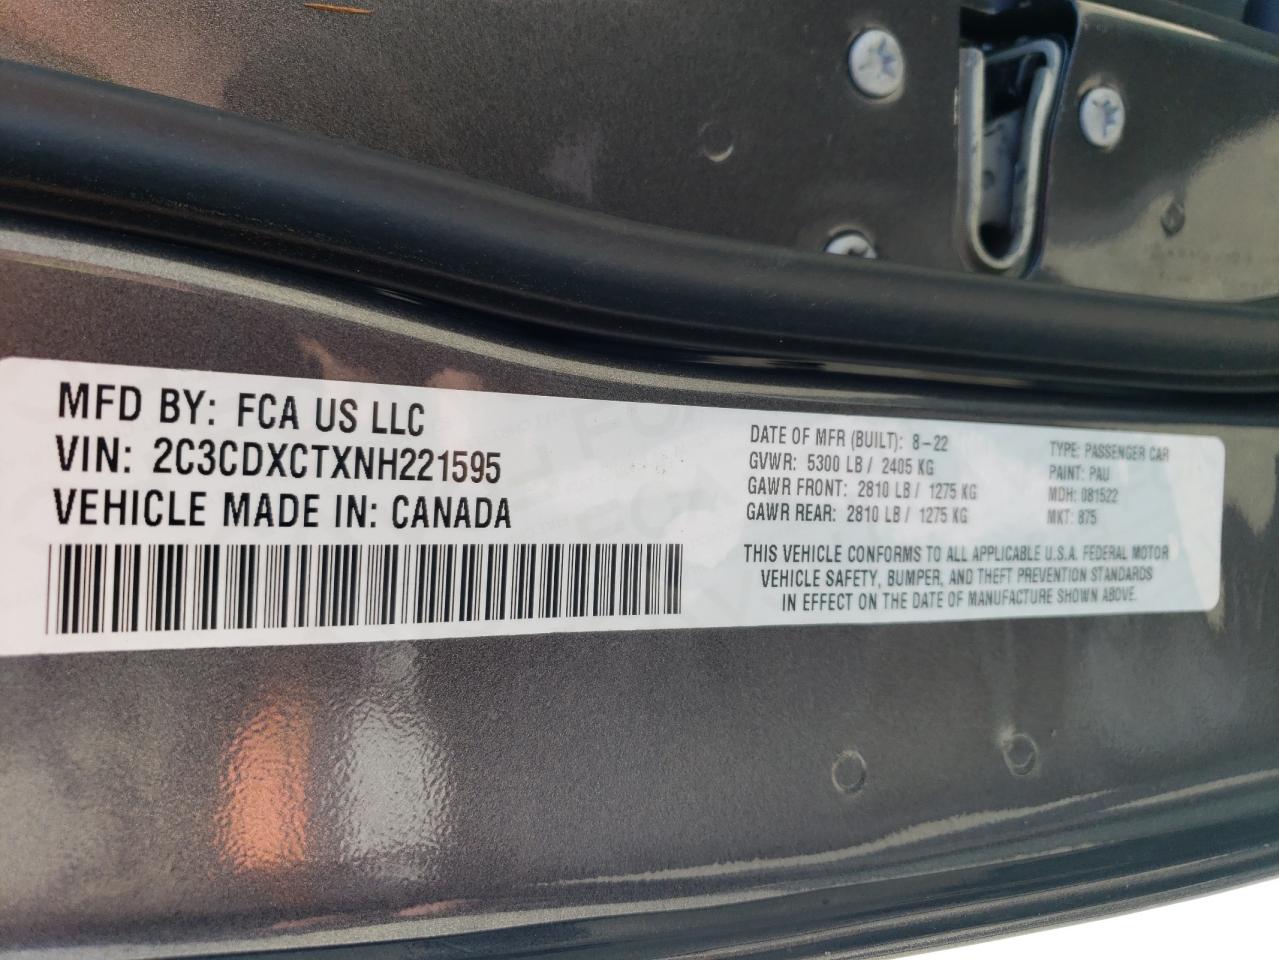 MFD BY: FCA US LLC
VIN: 2C3CDXCTXNH221595
VEHICLE MADE IN: CANADA
DATE OF MFR (BUILT): 8-22
GVWR: 5300 LB / 2405 KG
GAWR FRONT: 2810 LB / 1275 KG
GAWR REAR: 2810 LB / 1275 KG
TYPE: PASSENGER CAR
PAINT: PAU
MDH: 081522
MKT: 875
THIS VEHICLE CONFORMS TO ALL APPLICABLE U.S.A. FEDERAL MOTOR
VEHICLE SAFETY, BUMPER, AND THEFT PREVENTION STANDARDS
IN EFFECT ON THE DATE OF MANUFACTURE SHOWN ABOVE.